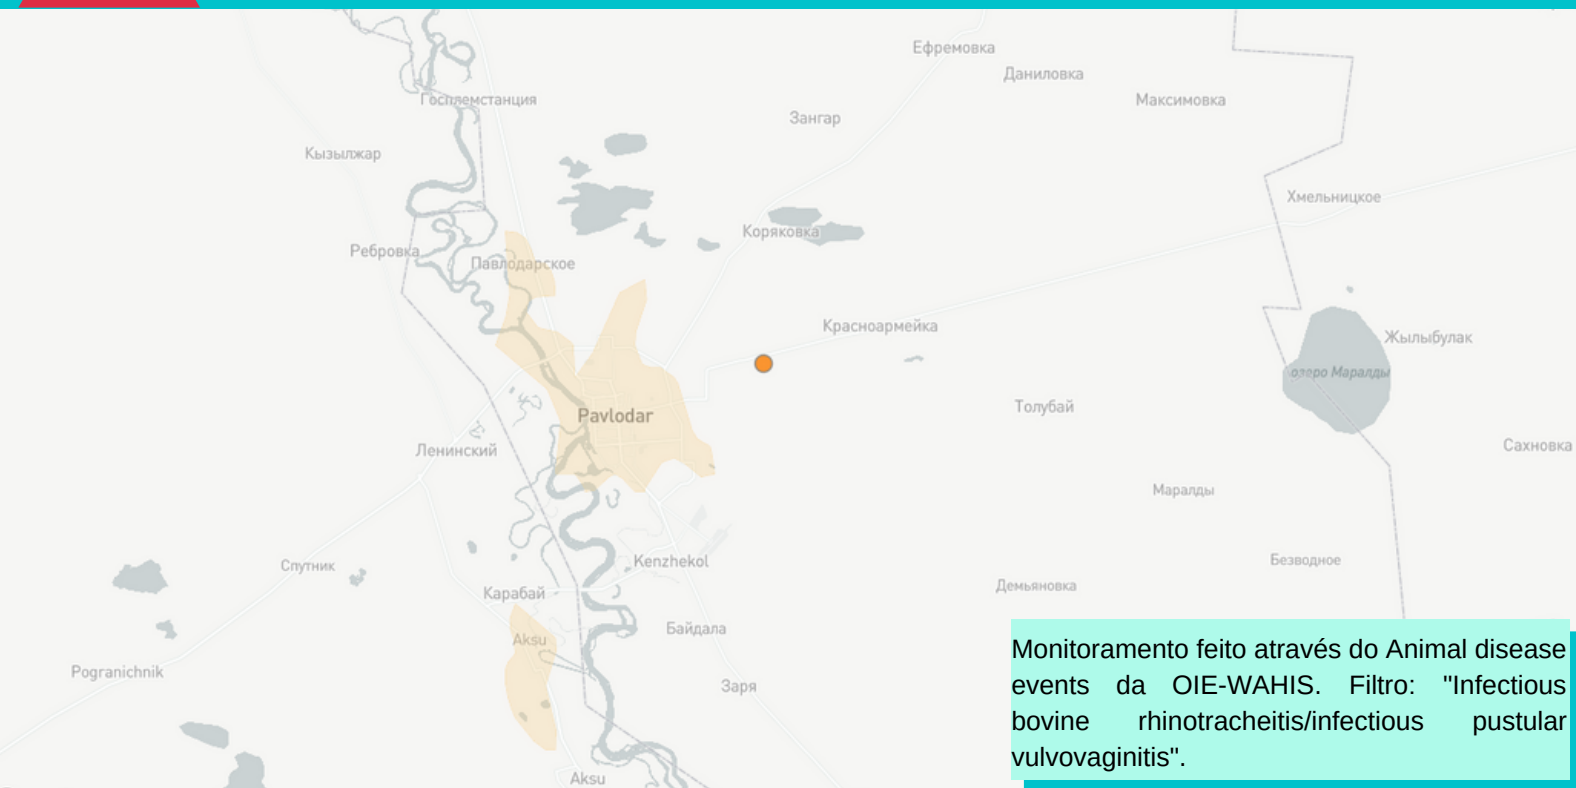 Ефремовка
Даниловка
Госплемстанция
Максимовка
Зангар
Кызылжар
Хмельницкое
Коряковка
Ребровка
Павлодарское
Красноармейка
Жылыбулак
озеро Маралды
Толубай
Pavlodar
Сахновка
Ленинский
Маралды
Kenzhekol
Безводное
Спутник
Демьяновка
Карабай
Байдала
Aksu
Pogranichnik
Заря
Aksu
Monitoramento feito através do Animal disease
events da OIE-WAHIS. Filtro: "Infectious
bovine rhinotracheitis/infectious pustular
vulvovaginitis".